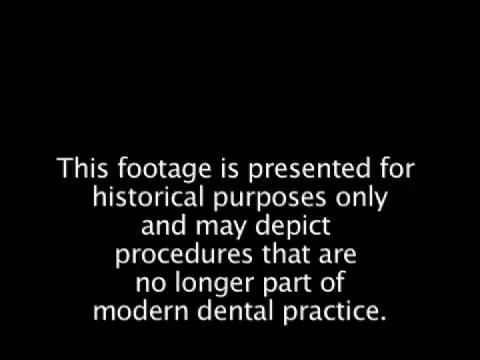 This footage is presented for
historical purposes only
and may depict
procedures that are
no longer part of
modern dental practice.